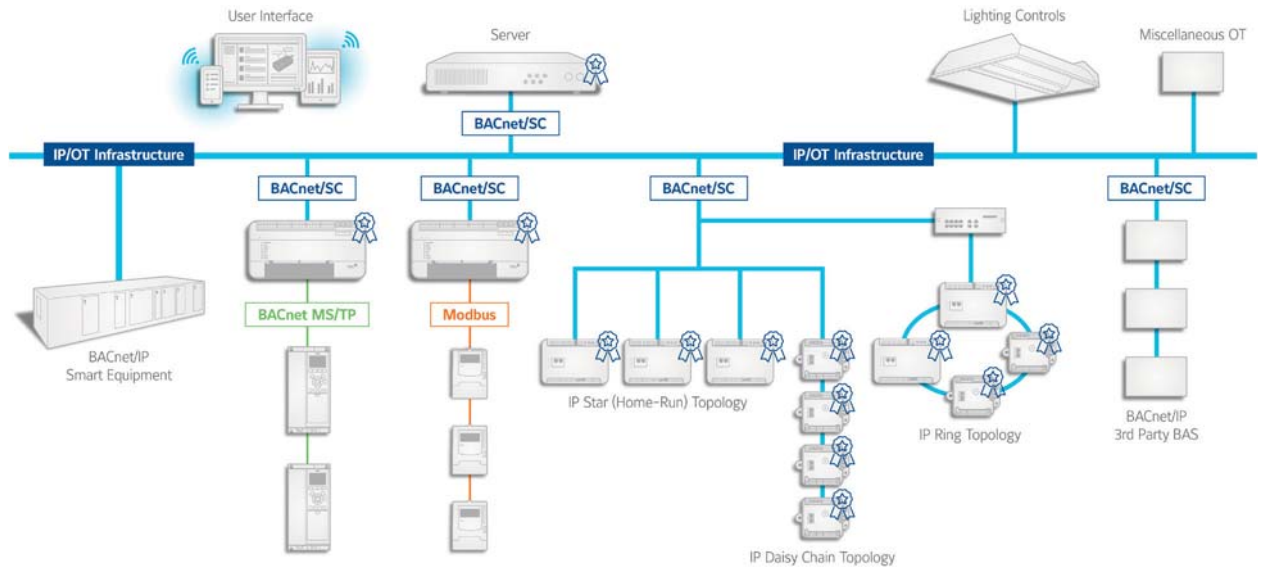 User Interface
Server
Lighting Controls
Miscellaneous OT
BACnet/SC
IP/OT Infrastructure
IP/OT Infrastructure
BACnet/SC
BACnet/SC
BACnet/SC
BACnet/SC
BACnet MS/TP
Modbus
BACnet/IP
Smart Equipment
IP Star (Home-Run) Topology
IP Ring Topology
BACnet/IP
3rd Party BAS
IP Daisy Chain Topology